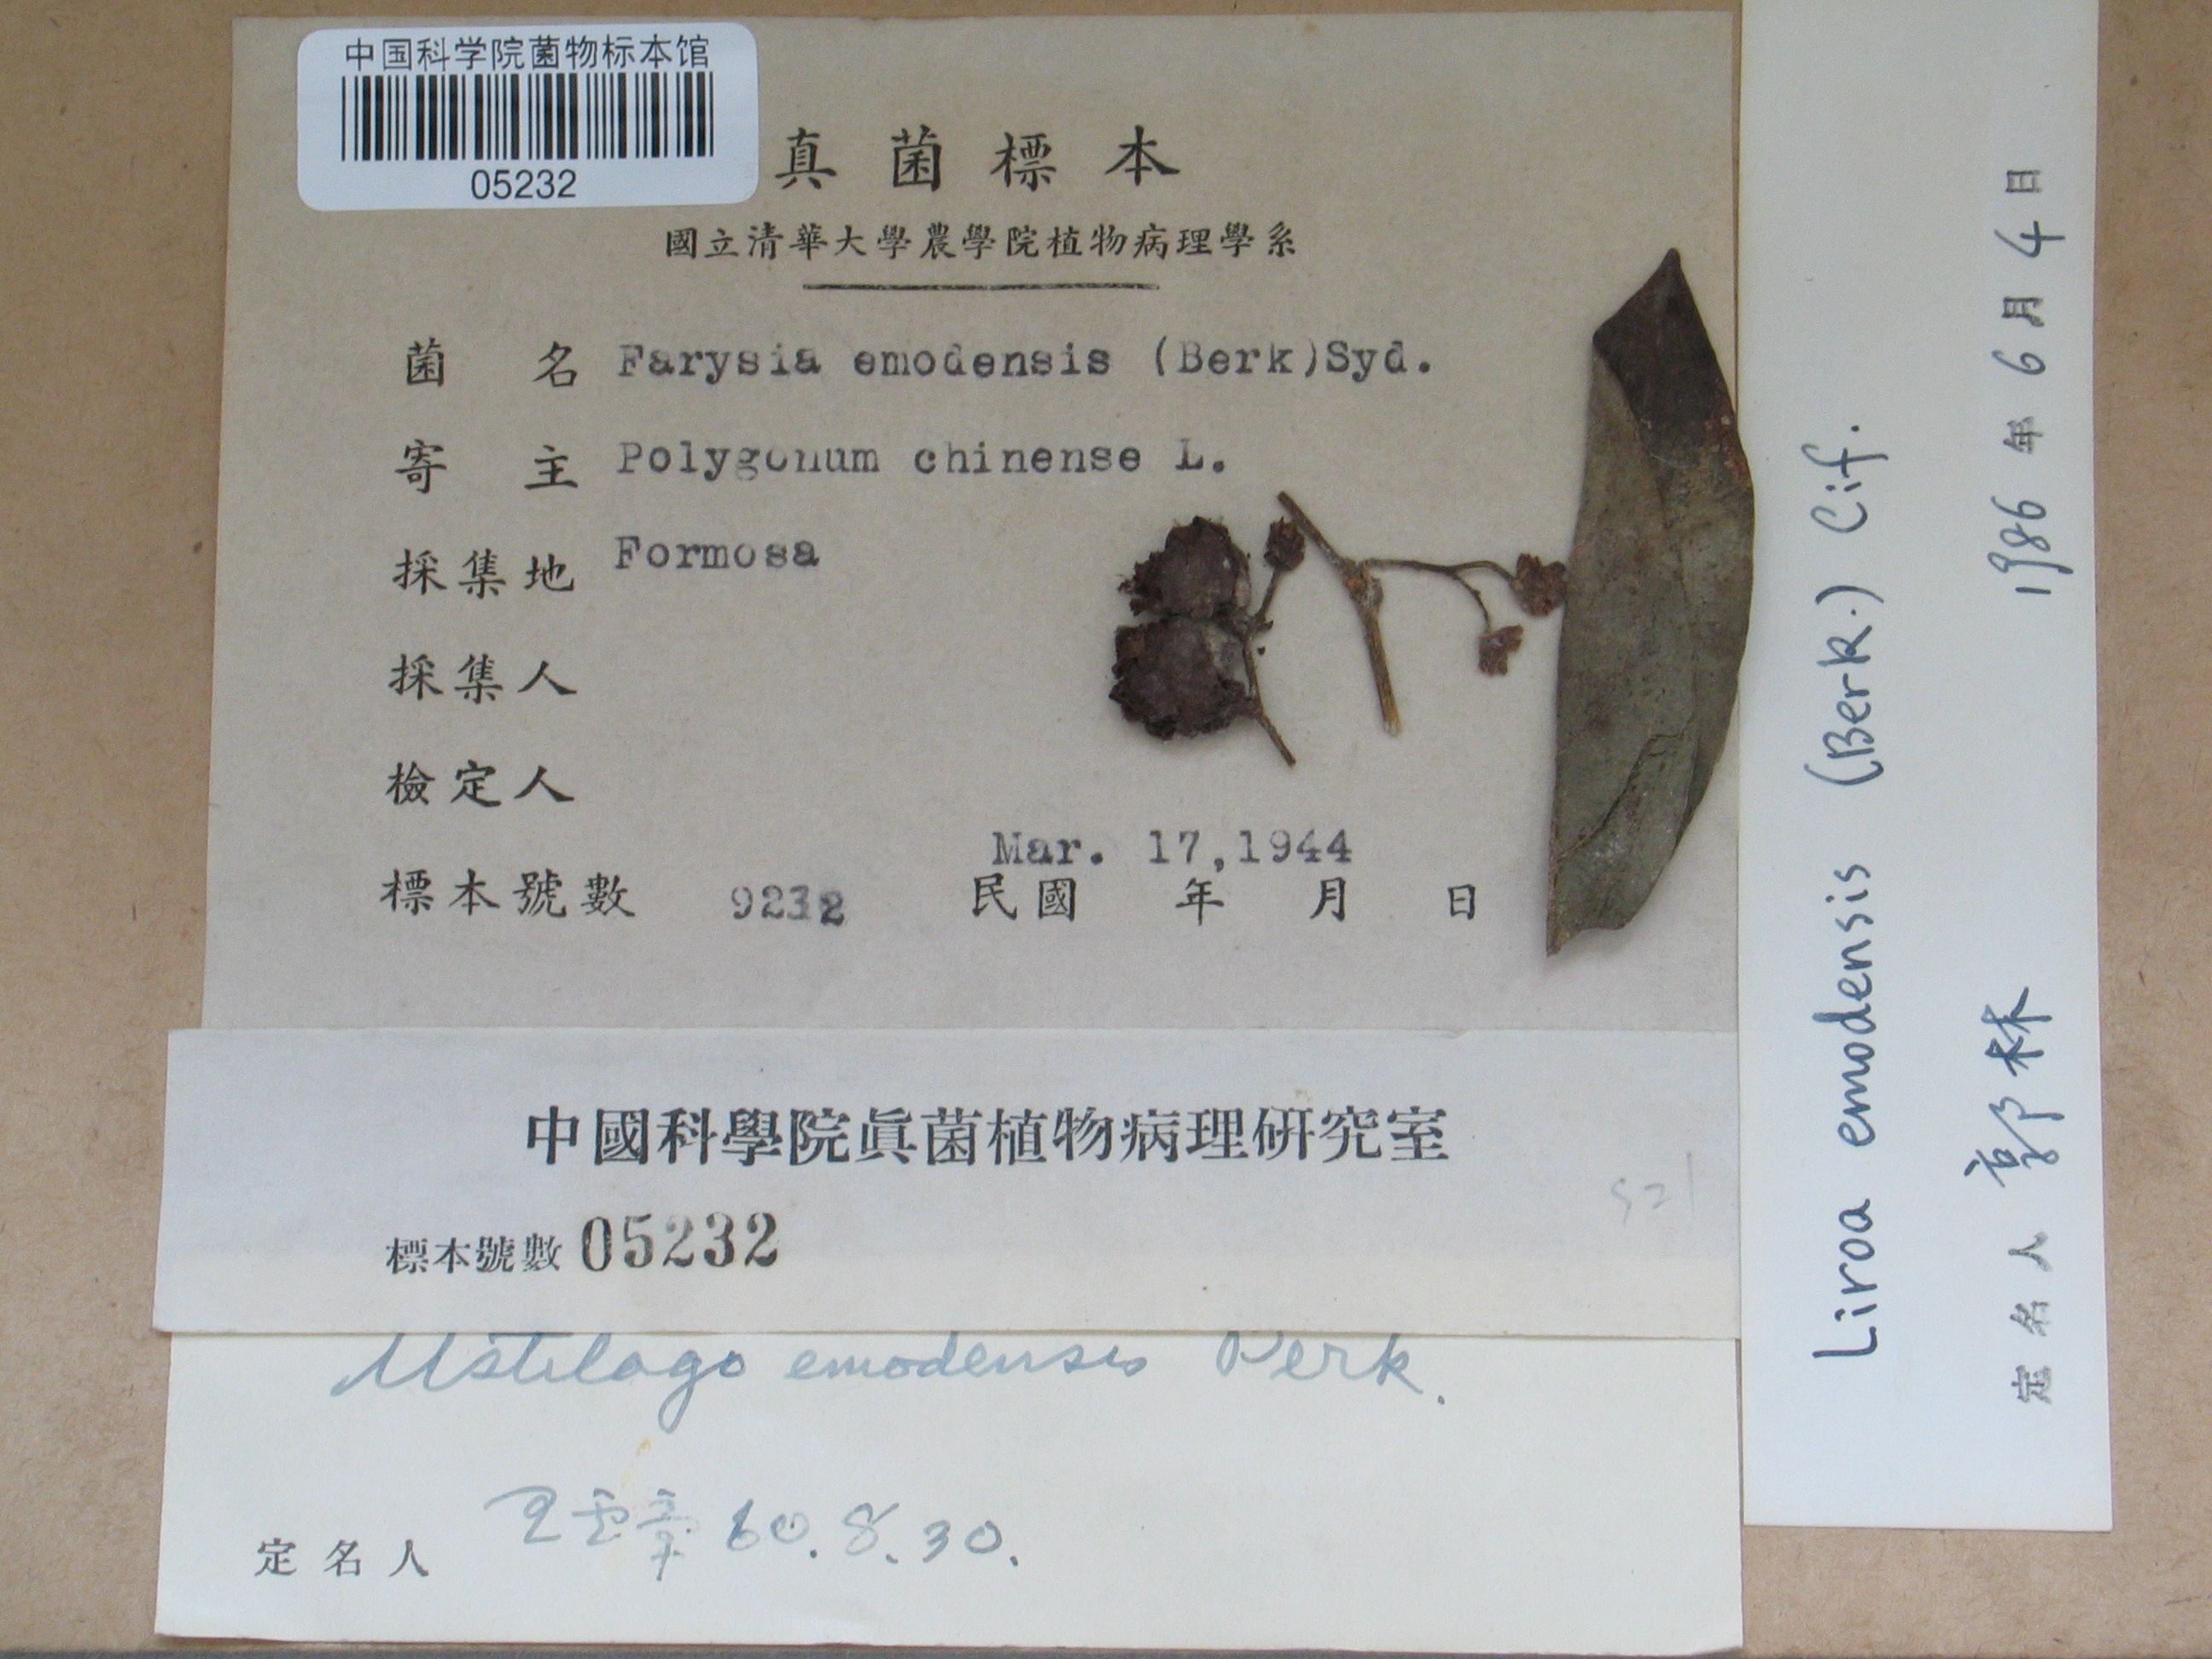 中国科学院菌物标本馆
05232
真菌標本
國立清華大學農學院植物病理學系
菌 名 Farysia emodensis (Berk)Syd.
寄 主 Polygonum chinense L.
採集地 Formosa
採集人
檢定人
Mar. 17,1944
標本號數 9232 民國 年 月 日
中國科學院眞菌植物病理研究室
521
標本號數 05232
Ustilago emodensis Berk.
定名人 王云章 60.8.30.
Liroa emodensis (Berk.) Cif.
定名人 郭林 1986年6月4日